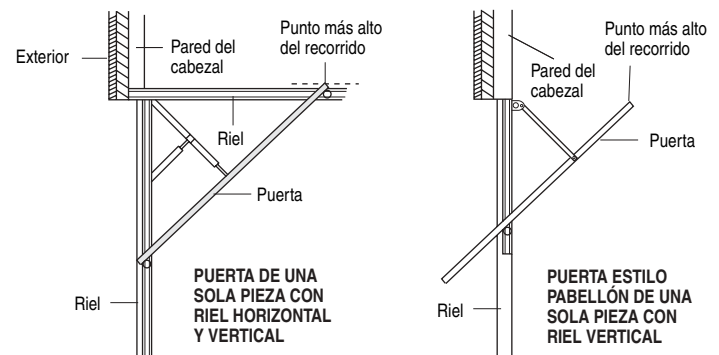 Exterior
Pared del
cabezal
Punto más alto
del recorrido
Riel
Puerta
Riel
PUERTA DE UNA
SOLA PIEZA CON
RIEL HORIZONTAL
Y VERTICAL
Punto más alto
del recorrido
Pared del
cabezal
Puerta
Riel
PUERTA ESTILO
PABELLÓN DE UNA
SOLA PIEZA CON
RIEL VERTICAL